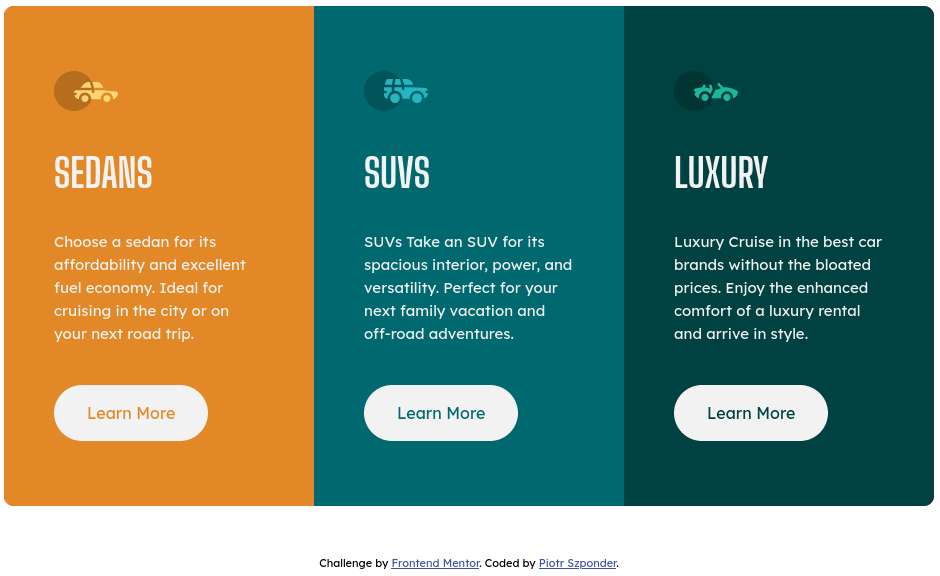 SEDANS
Choose a sedan for its
affordability and excellent
fuel economy. Ideal for
cruising in the city or on
your next road trip.
Learn More
SUVS
SUVs Take an SUV for its
spacious interior, power, and
versatility. Perfect for your
next family vacation and
off-road adventures.
Learn More
LUXURY
Luxury Cruise in the best car
brands without the bloated
prices. Enjoy the enhanced
comfort of a luxury rental
and arrive in style.
Learn More
Challenge by Frontend Mentor. Coded by Piotr Szponder.